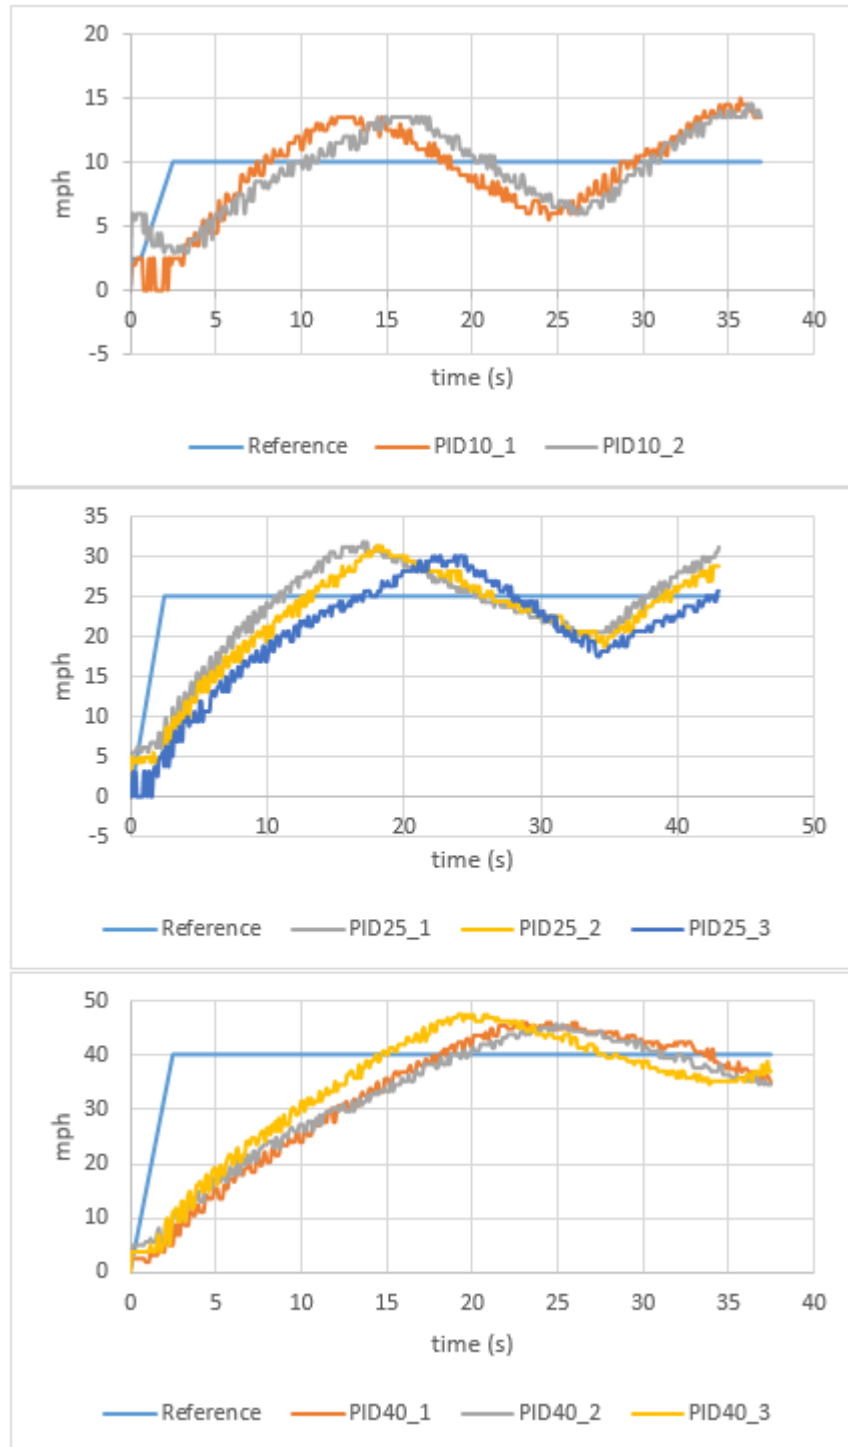 20
15
10
5
0
-5
mph
0 5 10 15 20 25 30 35 40
time (s)
Reference PID10_1 PID10_2
35
30
25
20
15
10
5
0
-5
mph
0 10 20 30 40 50
time (s)
Reference PID25_1 PID25_2 PID25_3
50
40
30
20
10
0
mph
0 5 10 15 20 25 30 35 40
time (s)
Reference PID40_1 PID40_2 PID40_3